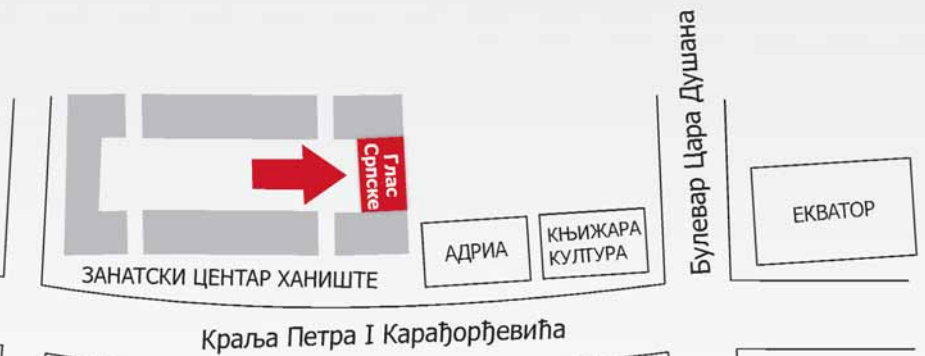 Булевар Цара Душана
Глас
Српске
ЕКВАТОР
АДРИА
КЊИЖАРА
КУЛТУРА
ЗАНАТСКИ ЦЕНТАР ХАНИШТЕ
Краља Петра I Карађорђевића